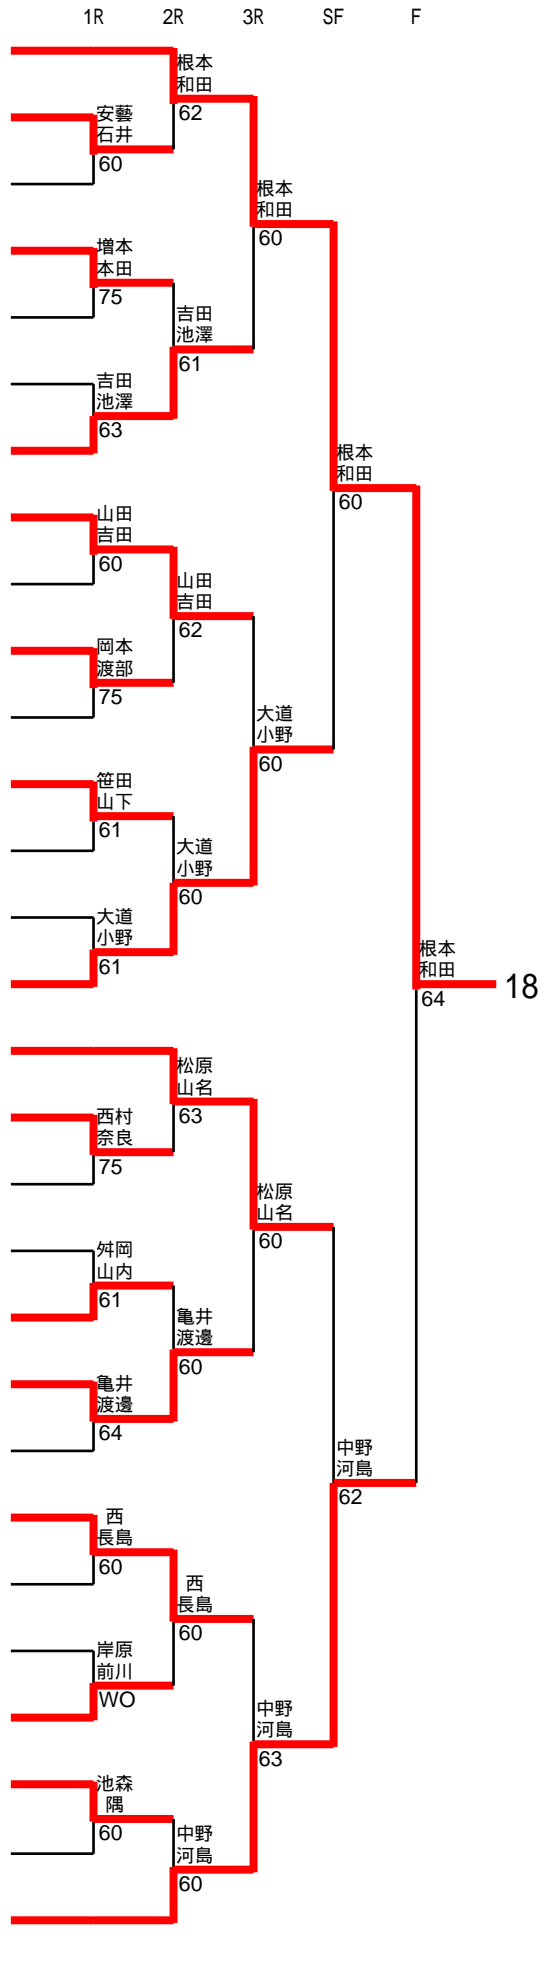 1R 2R 3R SF F
根本
和田
62
安藝
石井
60
根本
和田
60
増本
本田
75
吉田
池澤
61
吉田
池澤
63
根本
和田
60
山田
吉田
60
山田
吉田
62
岡本
渡部
75
大道
小野
60
笹田
山下
61
大道
小野
60
大道
小野
61
根本
和田
64
18
松原
山名
63
西村
奈良
75
松原
山名
60
舛岡
山内
61
亀井
渡邊
60
亀井
渡邊
64
中野
河島
62
西
長島
60
西
長島
60
岸原
前川
WO
中野
河島
63
池森
隅
60
中野
河島
60